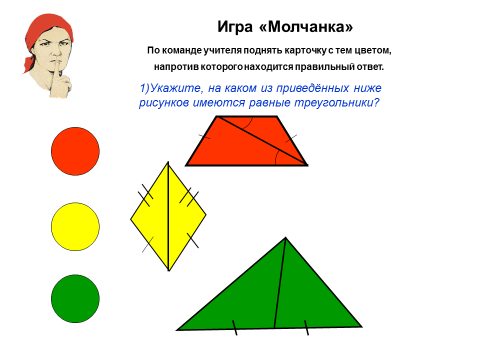 Игра «Молчанка»
По команде учителя поднять карточку с тем цветом,
напротив которого находится правильный ответ.
1)Укажите, на каком из приведённых ниже
рисунков имеются равные треугольники?